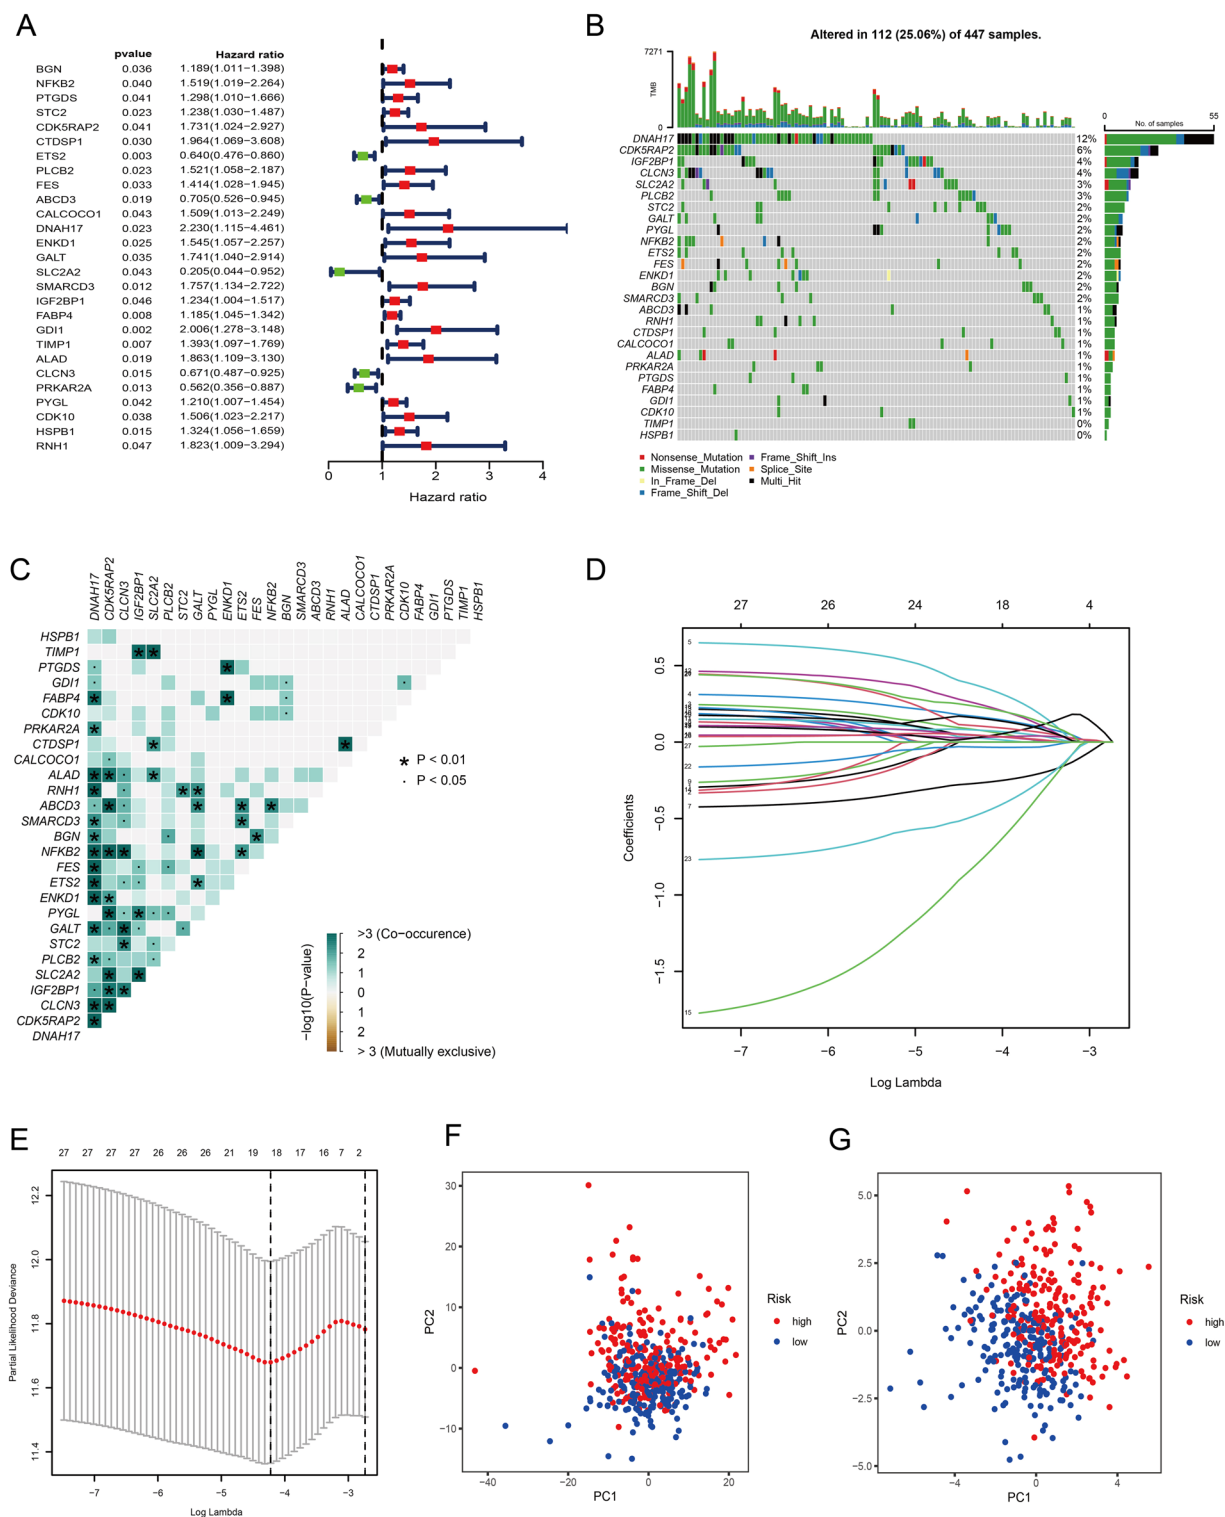 A
pvalue Hazard ratio
BGN 0.036 1.189(1.011−1.398)
NFKB2 0.040 1.519(1.019−2.264)
PTGDS 0.041 1.298(1.010−1.666)
STC2 0.023 1.238(1.030−1.487)
CDK5RAP2 0.041 1.731(1.024−2.927)
CTDSP1 0.030 1.964(1.069−3.608)
ETS2 0.003 0.640(0.476−0.860)
PLCB2 0.023 1.521(1.058−2.187)
FES 0.033 1.414(1.028−1.945)
ABCD3 0.019 0.705(0.526−0.945)
CALCOCO1 0.043 1.509(1.013−2.249)
DNAH17 0.023 2.230(1.115−4.461)
ENKD1 0.025 1.545(1.057−2.257)
GALT 0.035 1.741(1.040−2.914)
SLC2A2 0.043 0.205(0.044−0.952)
SMARCD3 0.012 1.757(1.134−2.722)
IGF2BP1 0.046 1.234(1.004−1.517)
FABP4 0.008 1.185(1.045−1.342)
GDI1 0.002 2.006(1.278−3.148)
TIMP1 0.007 1.393(1.097−1.769)
ALAD 0.019 1.863(1.109−3.130)
CLCN3 0.015 0.671(0.487−0.925)
PRKAR2A 0.013 0.562(0.356−0.887)
PYGL 0.042 1.210(1.007−1.454)
CDK10 0.038 1.506(1.023−2.217)
HSPB1 0.015 1.324(1.056−1.659)
RNH1 0.047 1.823(1.009−3.294)
0 1 2 3 4
Hazard ratio
B
Altered in 112 (25.06%) of 447 samples.
7271
TMB
0
No. of samples
0 55
DNAH17 12%
CDK5RAP2 6%
IGF2BP1 4%
CLCN3 4%
SLC2A2 3%
PLCB2 3%
STC2 2%
GALT 2%
PYGL 2%
NFKB2 2%
ETS2 2%
FES 2%
ENKD1 2%
BGN 2%
SMARCD3 2%
ABCD3 1%
RNH1 1%
CTDSP1 1%
CALCOCO1 1%
ALAD 1%
PRKAR2A 1%
PTGDS 1%
FABP4 1%
GDI1 1%
CDK10 1%
TIMP1 0%
HSPB1 0%
Nonsense_Mutation Frame_Shift_Ins
Missense_Mutation Splice_Site
In_Frame_Del Multi_Hit
Frame_Shift_Del
C
DNAH17 CDK5RAP2 CLCN3 IGF2BP1 SLC2A2 PLCB2 STC2 GALT PYGL ENKD1 ETS2 FES NFKB2 BGN SMARCD3 ABCD3 RNH1 ALAD CALCOCO1 CTDSP1 PRKAR2A CDK10 FABP4 GDI1 PTGDS TIMP1 HSPB1
HSPB1
TIMP1
PTGDS
GDI1
FABP4
CDK10
PRKAR2A
CTDSP1
CALCOCO1
ALAD
RNH1
ABCD3
SMARCD3
BGN
NFKB2
FES
ETS2
ENKD1
PYGL
GALT
STC2
PLCB2
SLC2A2
IGF2BP1
CLCN3
CDK5RAP2
DNAH17
* P < 0.01
· P < 0.05
−log10(P−value)
>3 (Co−occurence)
2
1
0
1
2
> 3 (Mutually exclusive)
D
27 26 24 18 4
0.5
0.0
−0.5
−1.0
−1.5
Coefficients
5
4
27
22
9
2
7
23
15
−7 −6 −5 −4 −3
Log Lambda
E
27 27 27 27 26 26 26 21 19 18 17 16 7 2
12.2
12.0
11.8
11.6
11.4
Partial Likelihood Deviance
−7 −6 −5 −4 −3
Log Lambda
F
30
20
10
0
−10
PC2
−40 −20 0 20
PC1
Risk
high
low
G
5.0
2.5
0.0
−2.5
−5.0
PC2
−4 0 4
PC1
Risk
high
low